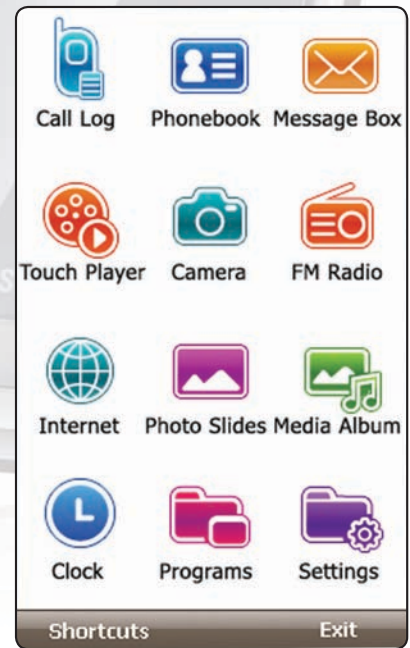 Call Log Phonebook Message Box
Touch Player Camera FM Radio
Internet Photo Slides Media Album
Clock Programs Settings
Shortcuts Exit